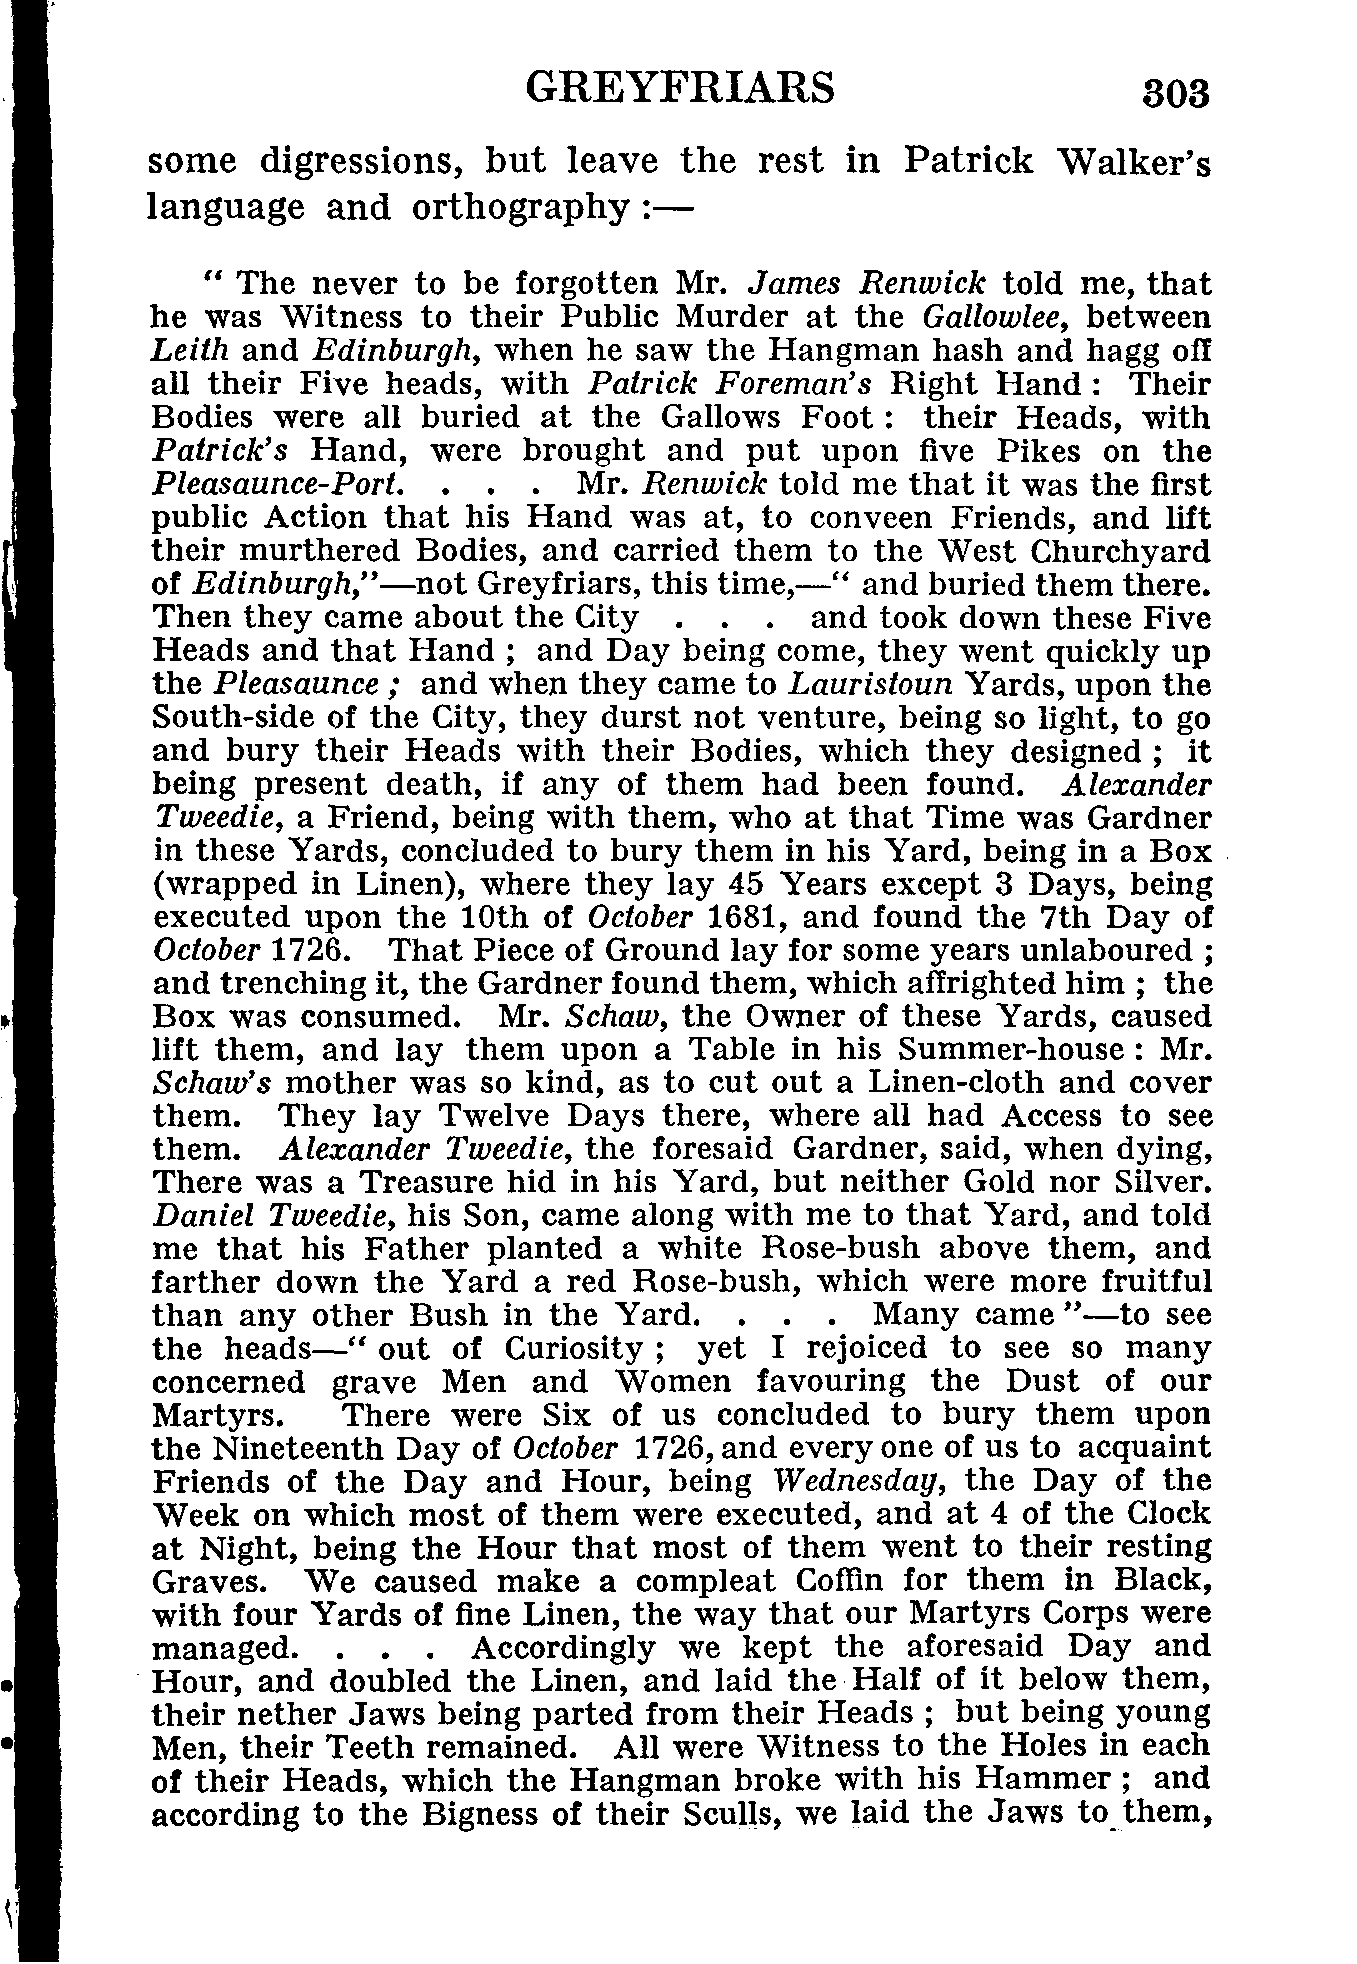 GREYFRIARS 303
some digressions, but leave the rest in Patrick Walker's
language and orthography :—
“ The never to be forgotten Mr. James Renwick told me, that
he was Witness to their Public Murder at the Gallowlee, between
Leith and Edinburgh, when he saw the Hangman hash and hagg off
all their Five heads, with Patrick Foreman's Right Hand : Their
Bodies were all buried at the Gallows Foot : their Heads, with
Patrick's Hand, were brought and put upon five Pikes on the
Pleasaunce-Port. . . . Mr. Renwick told me that it was the first
public Action that his Hand was at, to conveen Friends, and lift
their murthered Bodies, and carried them to the West Churchyard
of Edinburgh,”—not Greyfriars, this time,—“ and buried them there.
Then they came about the City . . . and took down these Five
Heads and that Hand ; and Day being come, they went quickly up
the Pleasaunce ; and when they came to Lauristoun Yards, upon the
South-side of the City, they durst not venture, being so light, to go
and bury their Heads with their Bodies, which they designed ; it
being present death, if any of them had been found. Alexander
Tweedie, a Friend, being with them, who at that Time was Gardner
in these Yards, concluded to bury them in his Yard, being in a Box
(wrapped in Linen), where they lay 45 Years except 3 Days, being
executed upon the 10th of October 1681, and found the 7th Day of
October 1726. That Piece of Ground lay for some years unlaboured ;
and trenching it, the Gardner found them, which affrighted him ; the
Box was consumed. Mr. Schaw, the Owner of these Yards, caused
lift them, and lay them upon a Table in his Summer-house : Mr.
Schaw's mother was so kind, as to cut out a Linen-cloth and cover
them. They lay Twelve Days there, where all had Access to see
them. Alexander Tweedie, the foresaid Gardner, said, when dying,
There was a Treasure hid in his Yard, but neither Gold nor Silver.
Daniel Tweedie, his Son, came along with me to that Yard, and told
me that his Father planted a white Rose-bush above them, and
farther down the Yard a red Rose-bush, which were more fruitful
than any other Bush in the Yard. . . . Many came ”—to see
the heads—“ out of Curiosity ; yet I rejoiced to see so many
concerned grave Men and Women favouring the Dust of our
Martyrs. There were Six of us concluded to bury them upon
the Nineteenth Day of October 1726, and every one of us to acquaint
Friends of the Day and Hour, being Wednesday, the Day of the
Week on which most of them were executed, and at 4 of the Clock
at Night, being the Hour that most of them went to their resting
Graves. We caused make a compleat Coffin for them in Black,
with four Yards of fine Linen, the way that our Martyrs Corps were
managed. . . . Accordingly we kept the aforesaid Day and
Hour, and doubled the Linen, and laid the Half of it below them,
their nether Jaws being parted from their Heads ; but being young
Men, their Teeth remained. All were Witness to the Holes in each
of their Heads, which the Hangman broke with his Hammer ; and
according to the Bigness of their Sculls, we laid the Jaws to them,